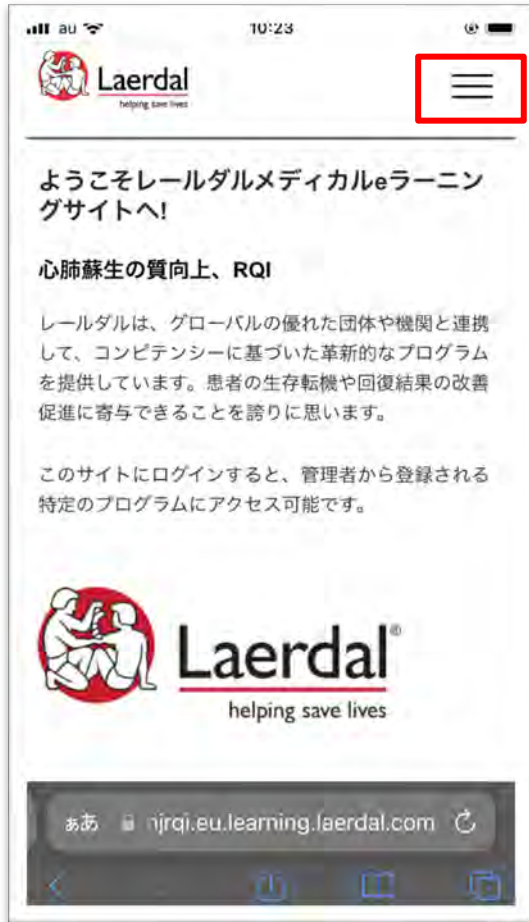 au 10:23
Laerdal
helping save lives
ようこそレールダルメディカルeラーニン
グサイトへ!
心肺蘇生の質向上、RQI
レールダルは、グローバルの優れた団体や機関と連携
して、コンピテンシーに基づいた革新的なプログラム
を提供しています。患者の生存転機や回復結果の改善
促進に寄与できることを誇りに思います。
このサイトにログインすると、管理者から登録される
特定のプログラムにアクセス可能です。
Laerdal®
helping save lives
ぁあ njrqi.eu.learning.laerdal.com